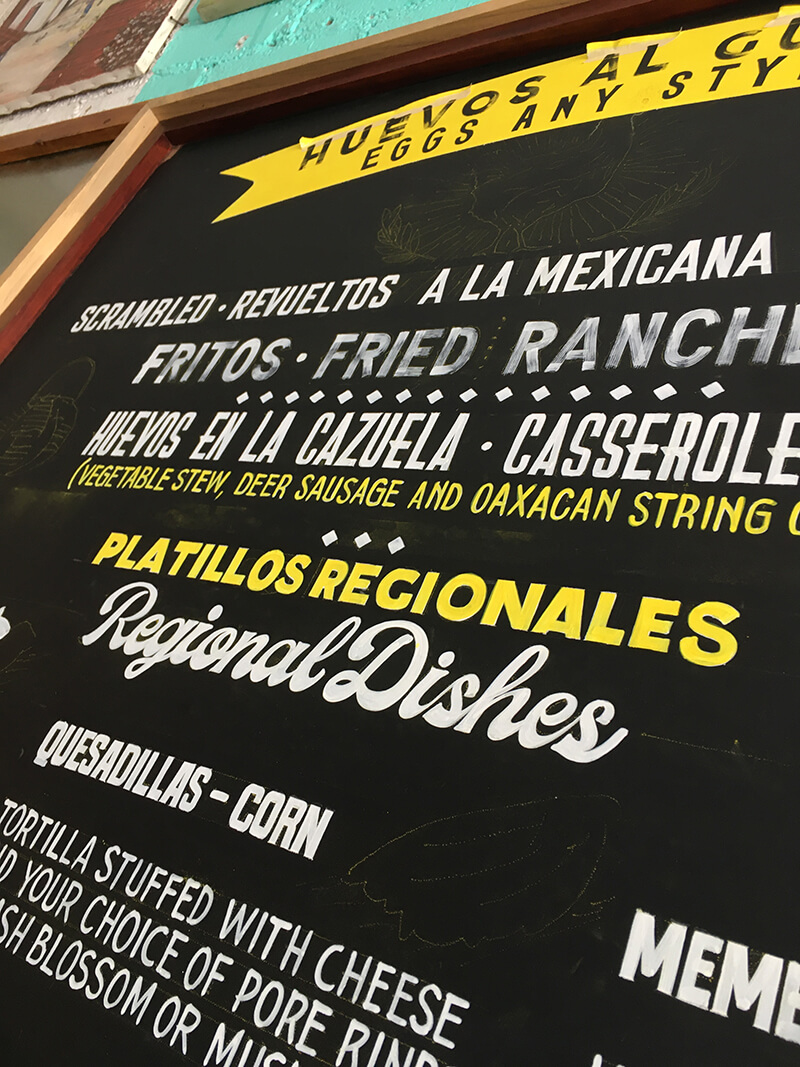 HUEVOS AL GU
EGGS ANY STY
SCRAMBLED · REVUELTOS A LA MEXICANA
FRITOS · FRIED RANCH
HUEVOS EN LA CAZUELA · CASSEROLE
(VEGETABLE STEW, DEER SAUSAGE AND OAXACAN STRING
PLATILLOS REGIONALES
Regional Dishes
QUESADILLAS - CORN
TORTILLA STUFFED WITH CHEESE
YOUR CHOICE OF PORE RIND
BLOSSOM OR MUS
MEME